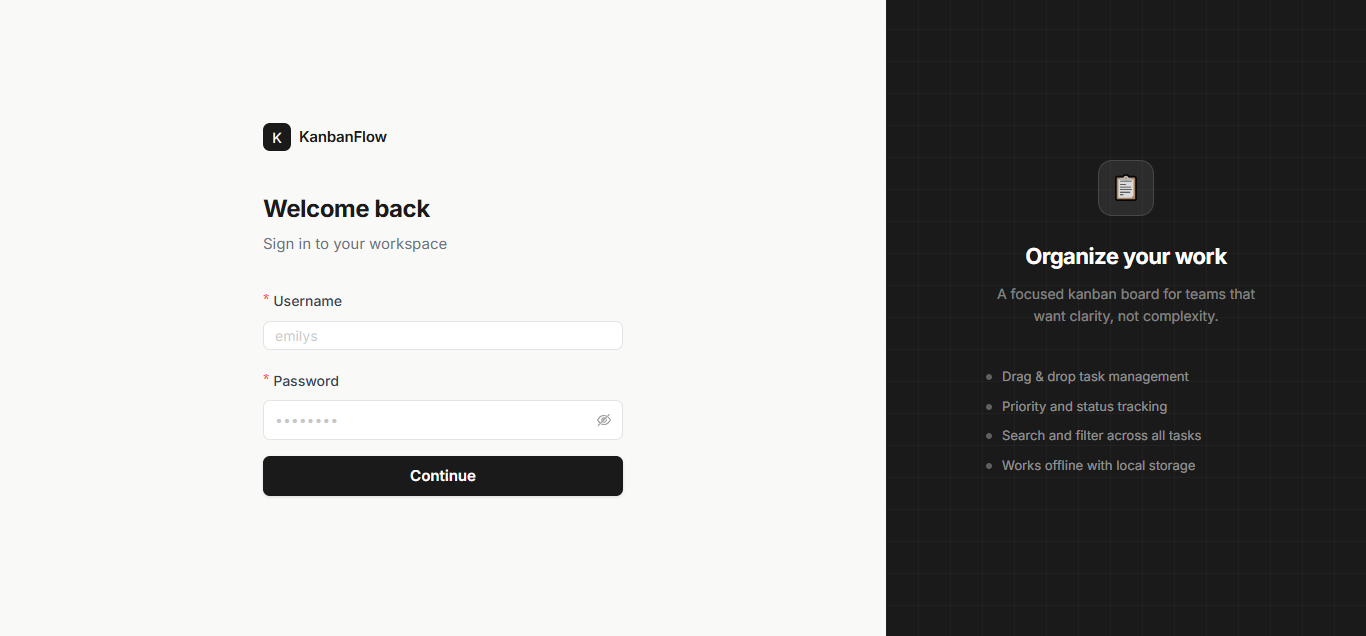 K KanbanFlow
Welcome back
Sign in to your workspace
* Username
emilys
* Password
••••••••
Continue
Organize your work
A focused kanban board for teams that
want clarity, not complexity.
Drag & drop task management
Priority and status tracking
Search and filter across all tasks
Works offline with local storage